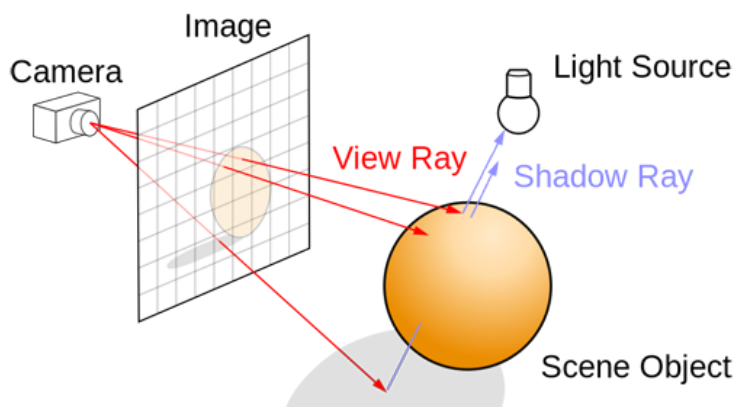 Image
Camera
Light Source
View Ray
Shadow Ray
Scene Object